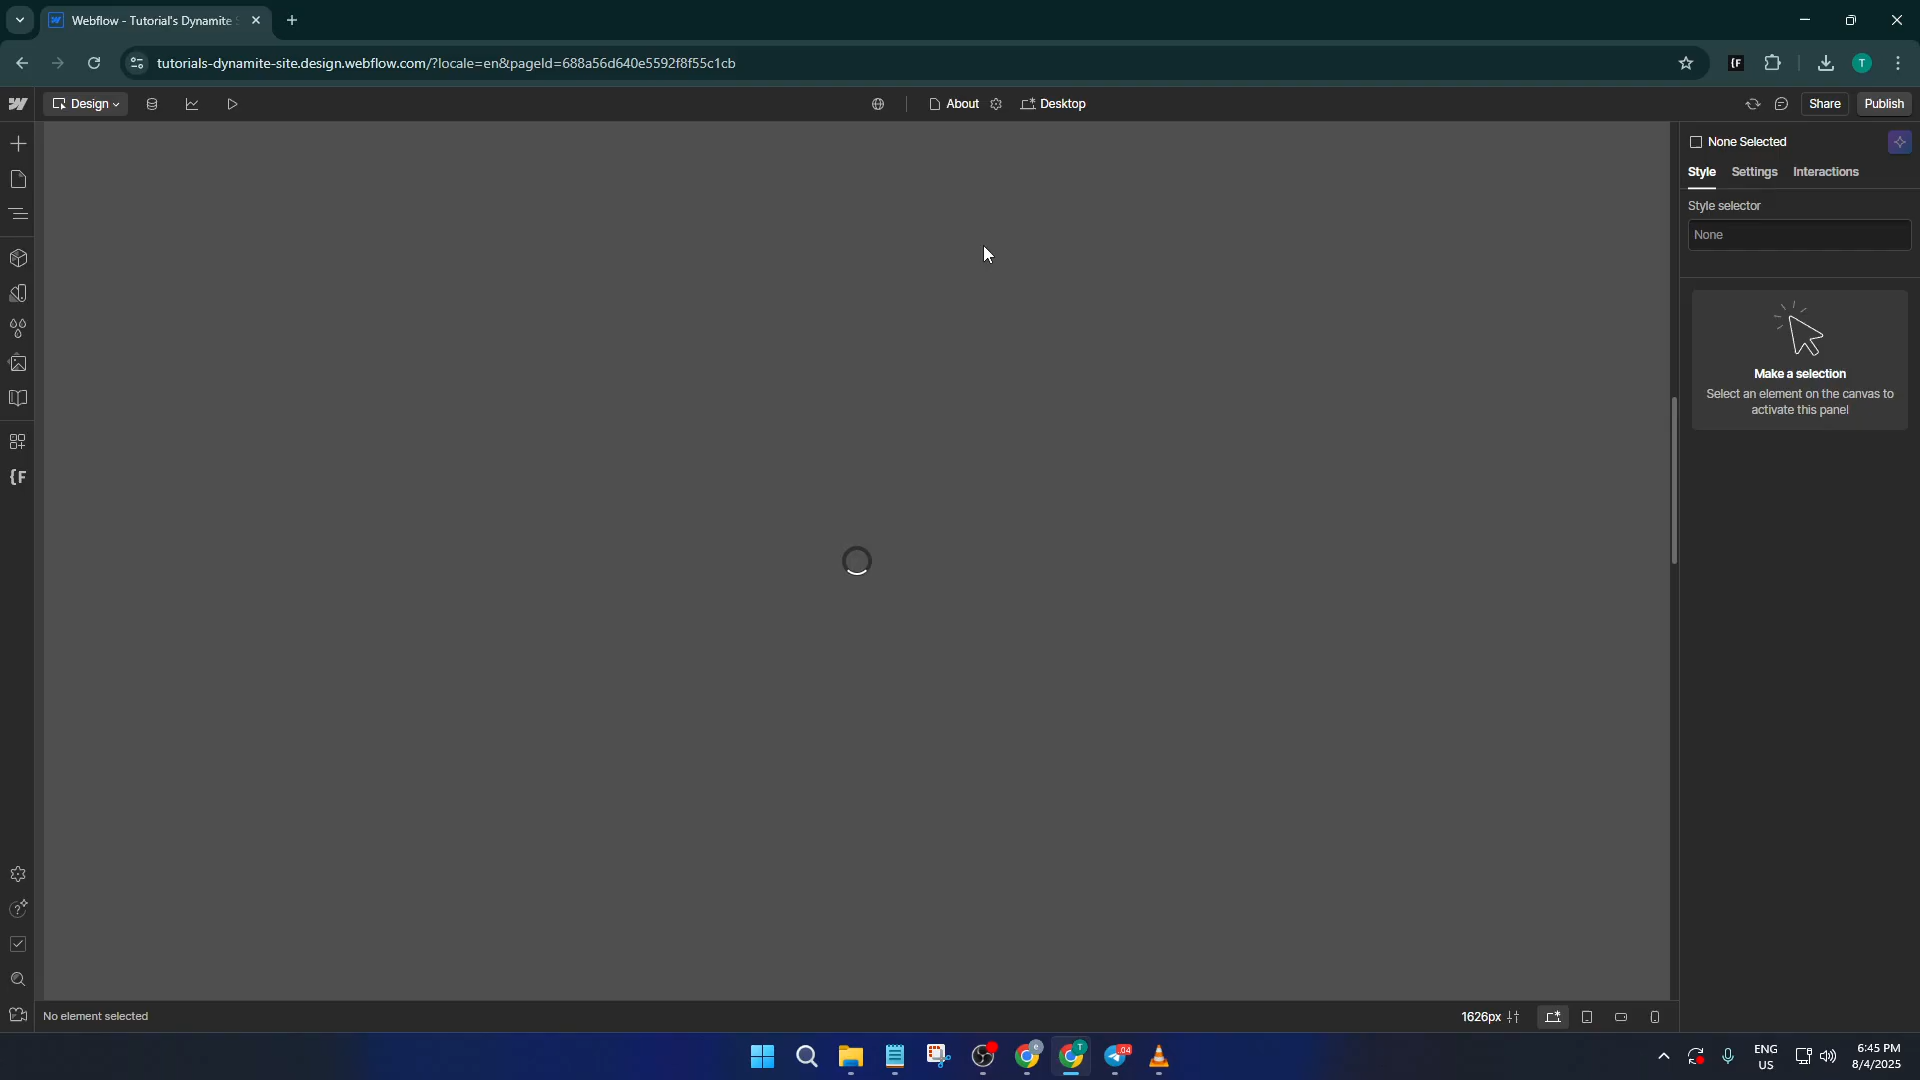 Webflow - Tutorial's Dynamite
tutorials-dynamite-site.design.webflow.com/?locale=en&pageId=688a56d640e5592f8f55c1cb
{F
T
Design
About
Desktop
Share
Publish
None Selected
Style
Settings
Interactions
Style selector
None
Make a selection
Select an element on the canvas to
activate this panel
{F
No element selected
1626px
e
T
04
ENG
US
6:45 PM
8/4/2025